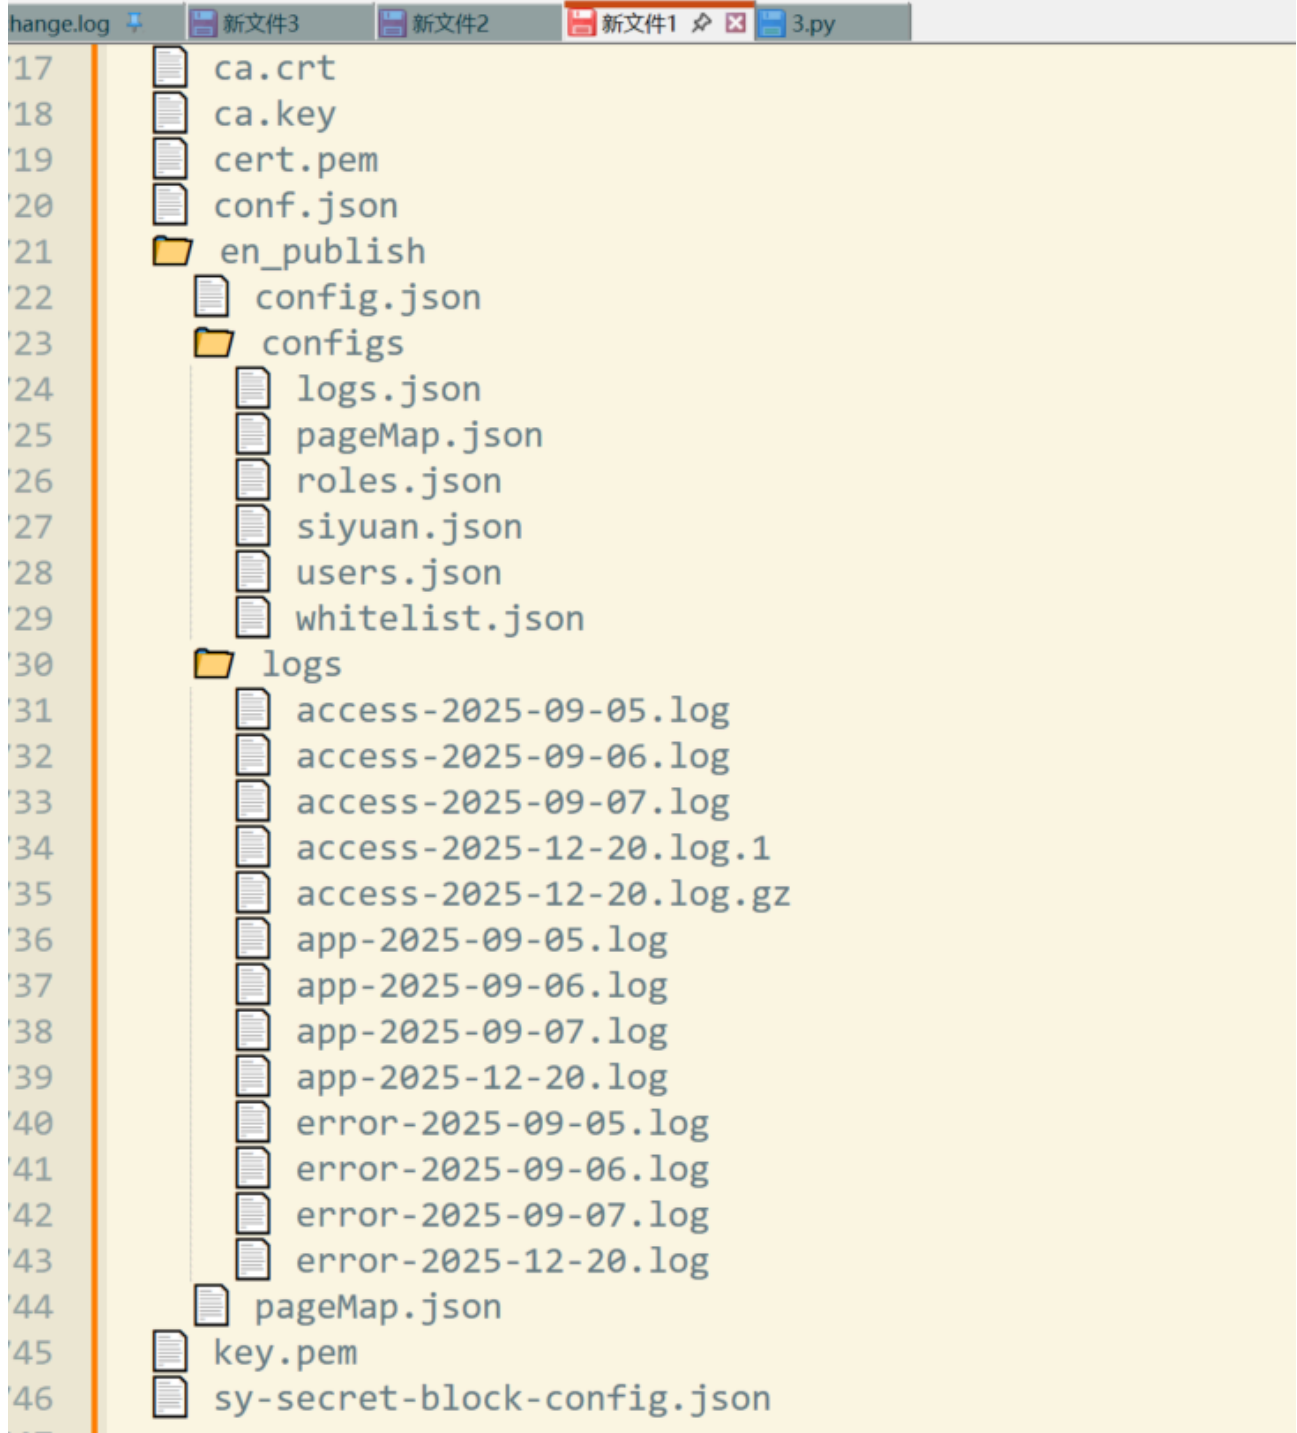 hange.log 新文件3 新文件2 新文件1 3.py
17 ca.crt
18 ca.key
19 cert.pem
20 conf.json
21 en_publish
22 config.json
23 configs
24 logs.json
25 pageMap.json
26 roles.json
27 siyuan.json
28 users.json
29 whitelist.json
30 logs
31 access-2025-09-05.log
32 access-2025-09-06.log
33 access-2025-09-07.log
34 access-2025-12-20.log.1
35 access-2025-12-20.log.gz
36 app-2025-09-05.log
37 app-2025-09-06.log
38 app-2025-09-07.log
39 app-2025-12-20.log
40 error-2025-09-05.log
41 error-2025-09-06.log
42 error-2025-09-07.log
43 error-2025-12-20.log
44 pageMap.json
45 key.pem
46 sy-secret-block-config.json